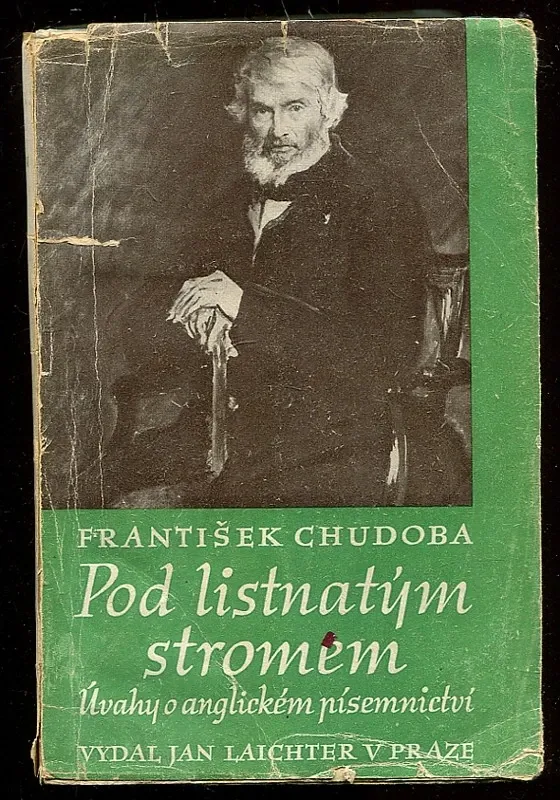 FRANTIŠEK CHUDOBA
Pod listnatým
stromem
Úvahy o anglickém písemnictví
VYDAL JAN LAICHTER V PRAZE